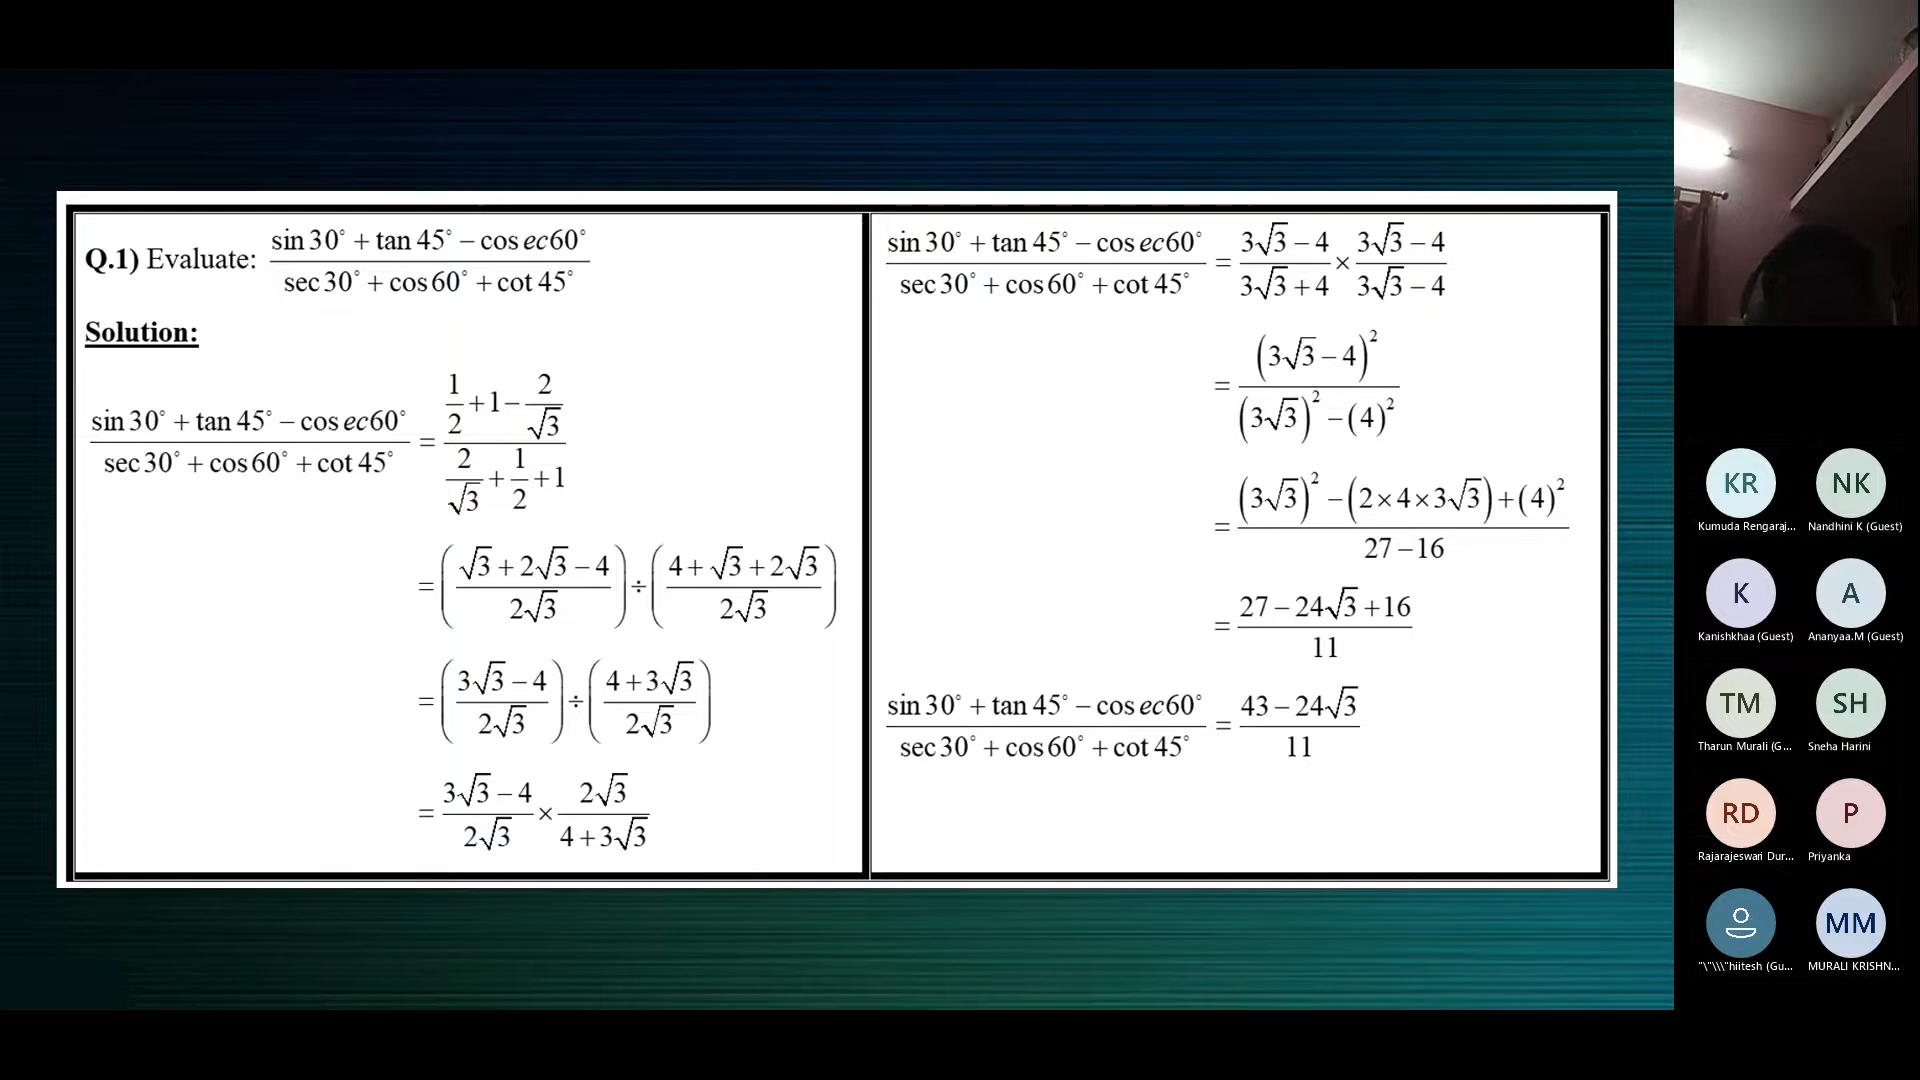 Q.1) Evaluate: (sin 30° + tan 45° − cos ec60°) / (sec 30° + cos 60° + cot 45°)
Solution:
(sin 30° + tan 45° − cos ec60°) / (sec 30° + cos 60° + cot 45°) = (1/2 + 1 − 2/√3) / (2/√3 + 1/2 + 1)
= ((√3 + 2√3 − 4) / 2√3) ÷ ((4 + √3 + 2√3) / 2√3)
= ((3√3 − 4) / 2√3) ÷ ((4 + 3√3) / 2√3)
= (3√3 − 4) / 2√3 × 2√3 / (4 + 3√3)
(sin 30° + tan 45° − cos ec60°) / (sec 30° + cos 60° + cot 45°) = (3√3 − 4) / (3√3 + 4) × (3√3 − 4) / (3√3 − 4)
= (3√3 − 4)² / ((3√3)² − (4)²)
= ((3√3)² − (2 × 4 × 3√3) + (4)²) / (27 − 16)
= (27 − 24√3 + 16) / 11
(sin 30° + tan 45° − cos ec60°) / (sec 30° + cos 60° + cot 45°) = (43 − 24√3) / 11
KR NK
Kumuda Rengaraj... Nandhini K (Guest)
K A
Kanishkhaa (Guest) Ananyaa.M (Guest)
TM SH
Tharun Murali (G... Sneha Harini
RD P
Rajarajeswari Dur... Priyanka
MM
"\"\\\"hiitesh (Gu... MURALI KRISHN...